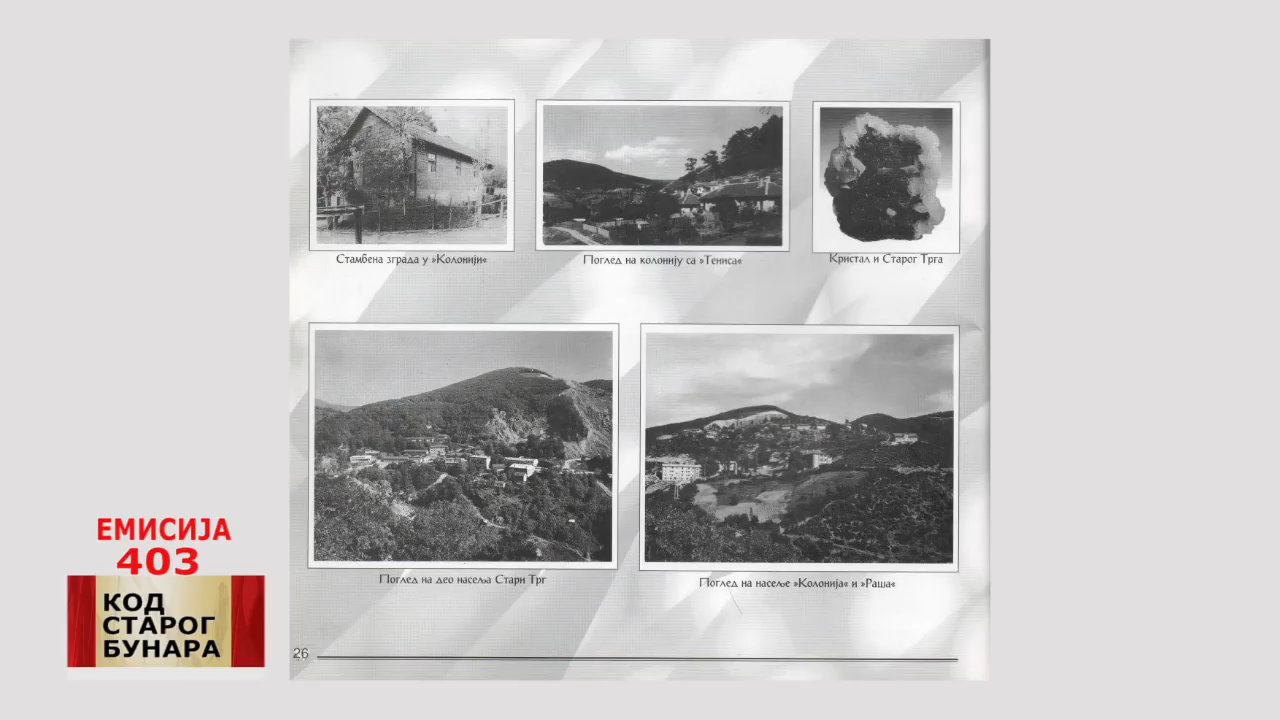 Стамбена зграда у »Колонији«
Поглед на колонију са »Тениса«
Кристал и Старог Трга
Поглед на део насеља Стари Трг
Поглед на насеље »Колонија« и »Раша«
26
ЕМИСИЈА
403
КОД
СТАРОГ
БУНАРА